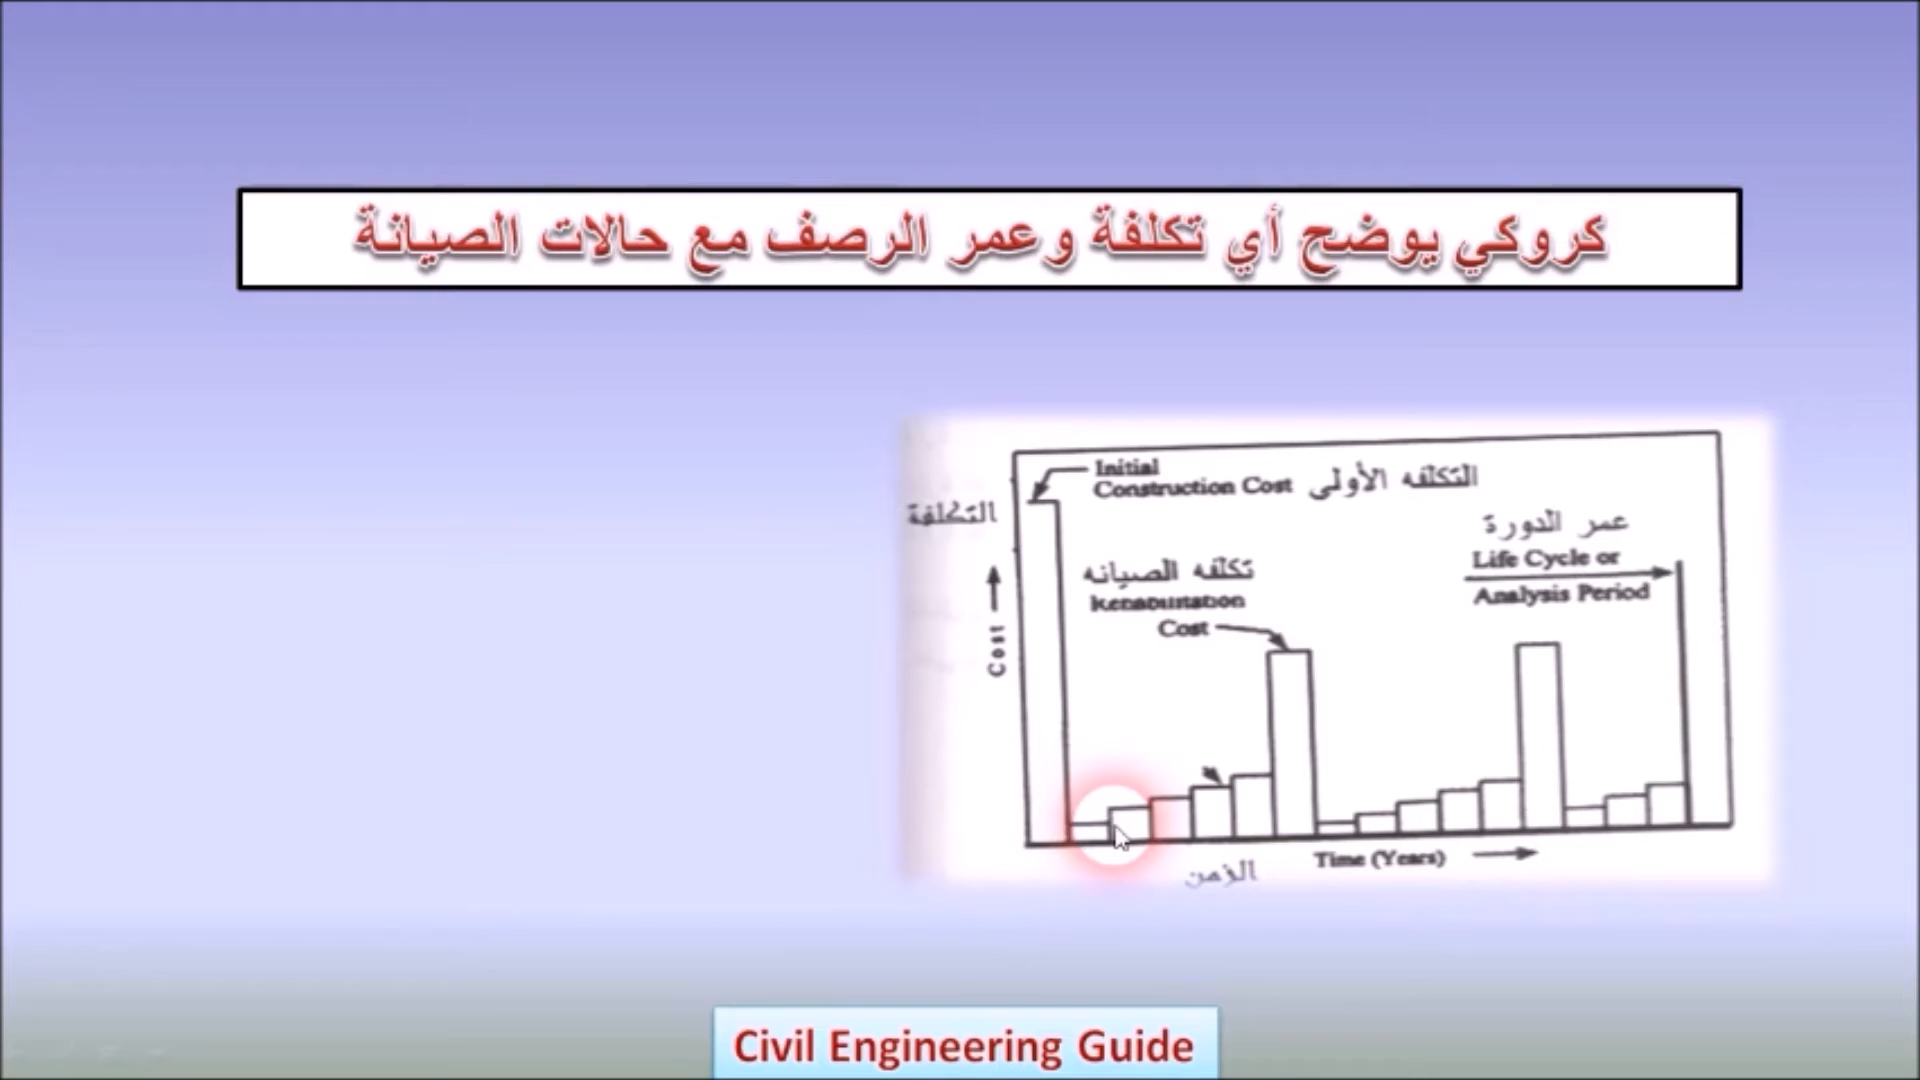 كروكي يوضح أي تكلفة وعمر الرصف مع حالات الصيانة
Initial
Construction Cost التكلفه الأولى
التكلفة
عمر الدورة
Life Cycle or
Analysis Period
تكلفه الصيانه
Cost
Cost
Time (Years)
الزمن
Civil Engineering Guide